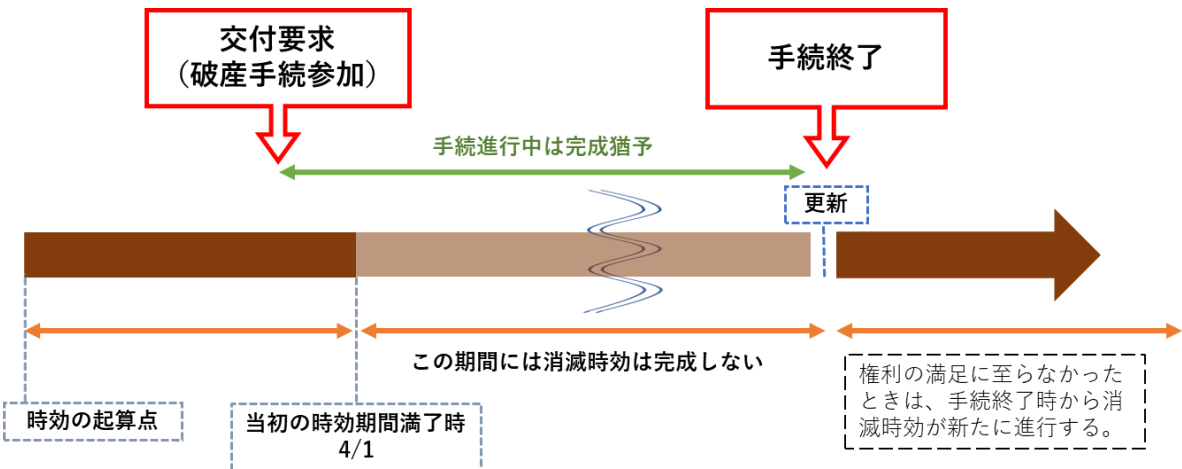 交付要求
（破産手続参加）
手続終了
手続進行中は完成猶予
更新
この期間には消滅時効は完成しない
時効の起算点
当初の時効期間満了時
4/1
権利の満足に至らなかった
ときは、手続終了時から消
滅時効が新たに進行する。